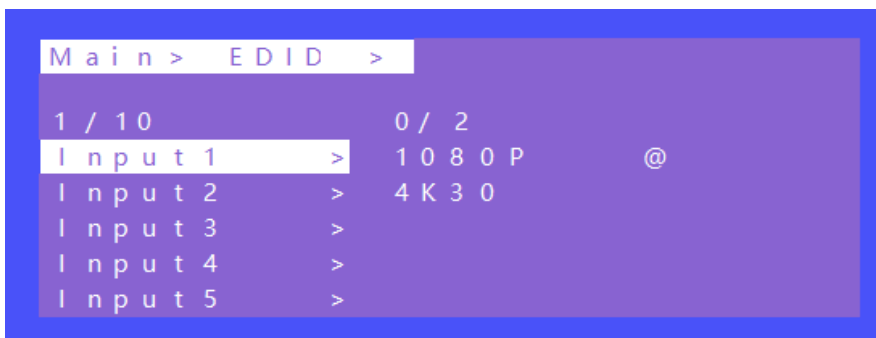 Main> EDID >
1/10 0/ 2
Input1 > 1080P @
Input2 > 4K30
Input3 >
Input4 >
Input5 >